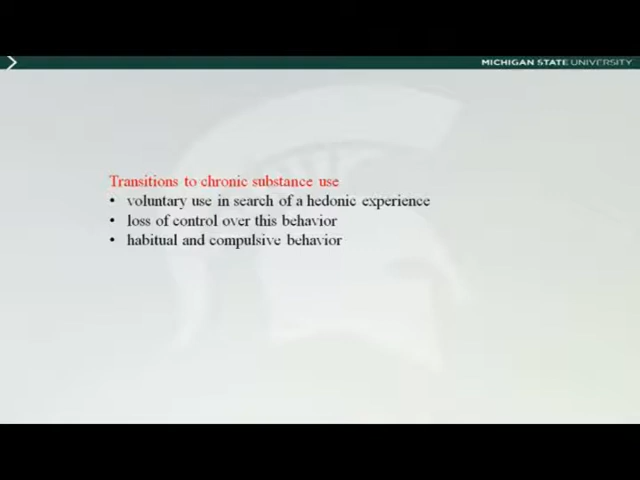 MICHIGAN STATE UNIVERSITY
Transitions to chronic substance use
• voluntary use in search of a hedonic experience
• loss of control over this behavior
• habitual and compulsive behavior